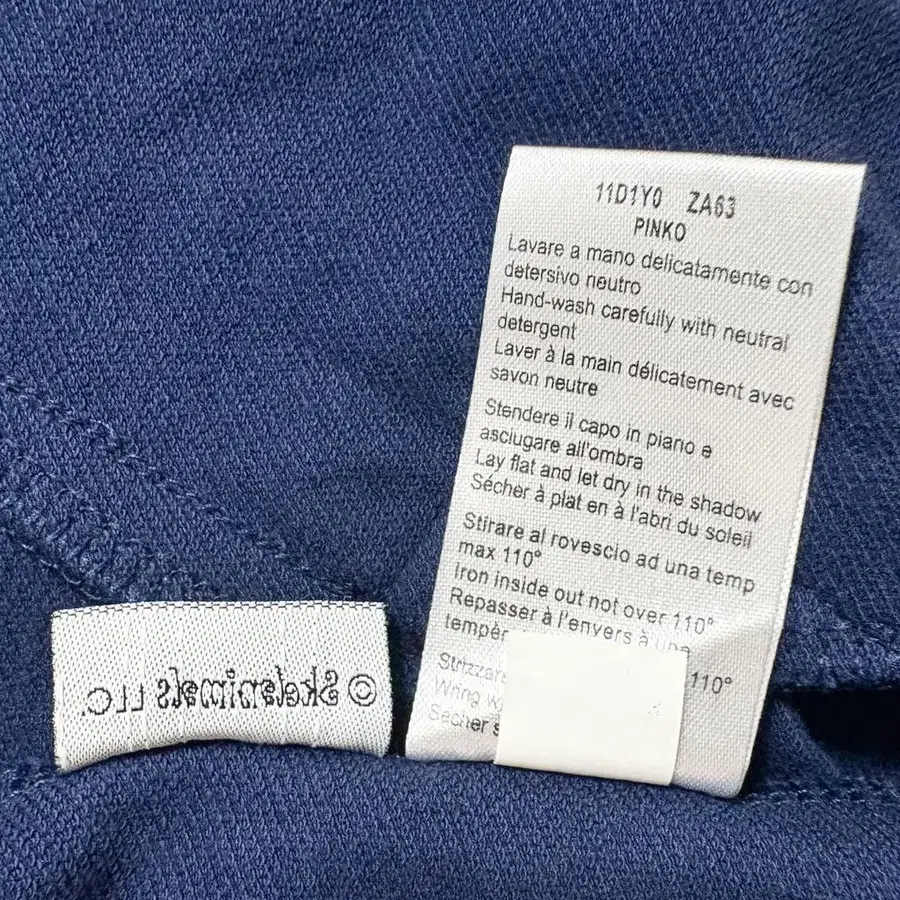 11D1Y0 ZA63
PINKO
Lavare a mano delicatamente con
detersivo neutro
Hand-wash carefully with neutral
detergent
Laver à la main délicatement avec
savon neutre
Stendere il capo in piano e
asciugare all'ombra
Lay flat and let dry in the shadow
Sécher à plat en à l'abri du soleil
Stirare al rovescio ad una temp
max 110°
Iron inside out not over 110°
Repasser à l'envers à une
110°
Wring
Sécher
© Skelanimals LLC.